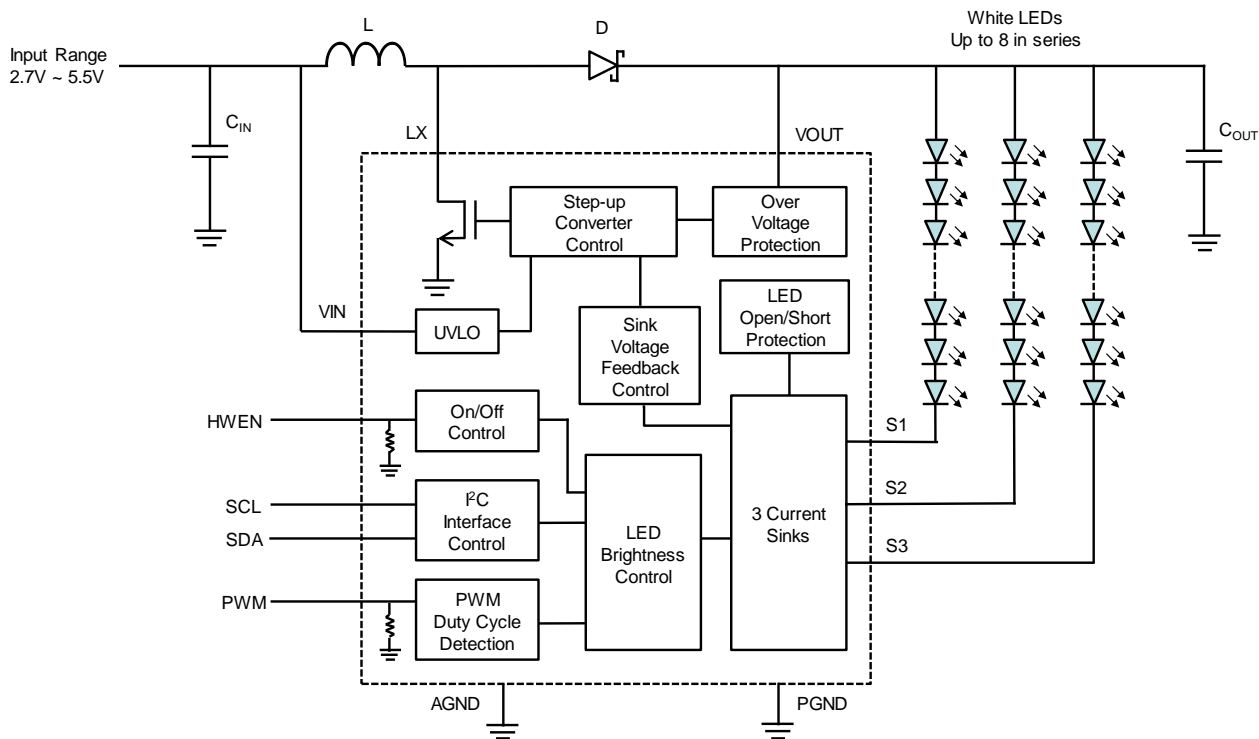 White LEDs
Up to 8 in series
L
D
Input Range
2.7V ~ 5.5V
CIN
LX
VOUT
COUT
Step-up
Converter
Control
Over
Voltage
Protection
VIN
UVLO
Sink
Voltage
Feedback
Control
LED
Open/Short
Protection
HWEN
On/Off
Control
S1
SCL
SDA
I²C
Interface
Control
LED
Brightness
Control
3 Current
Sinks
S2
S3
PWM
PWM
Duty Cycle
Detection
AGND
PGND